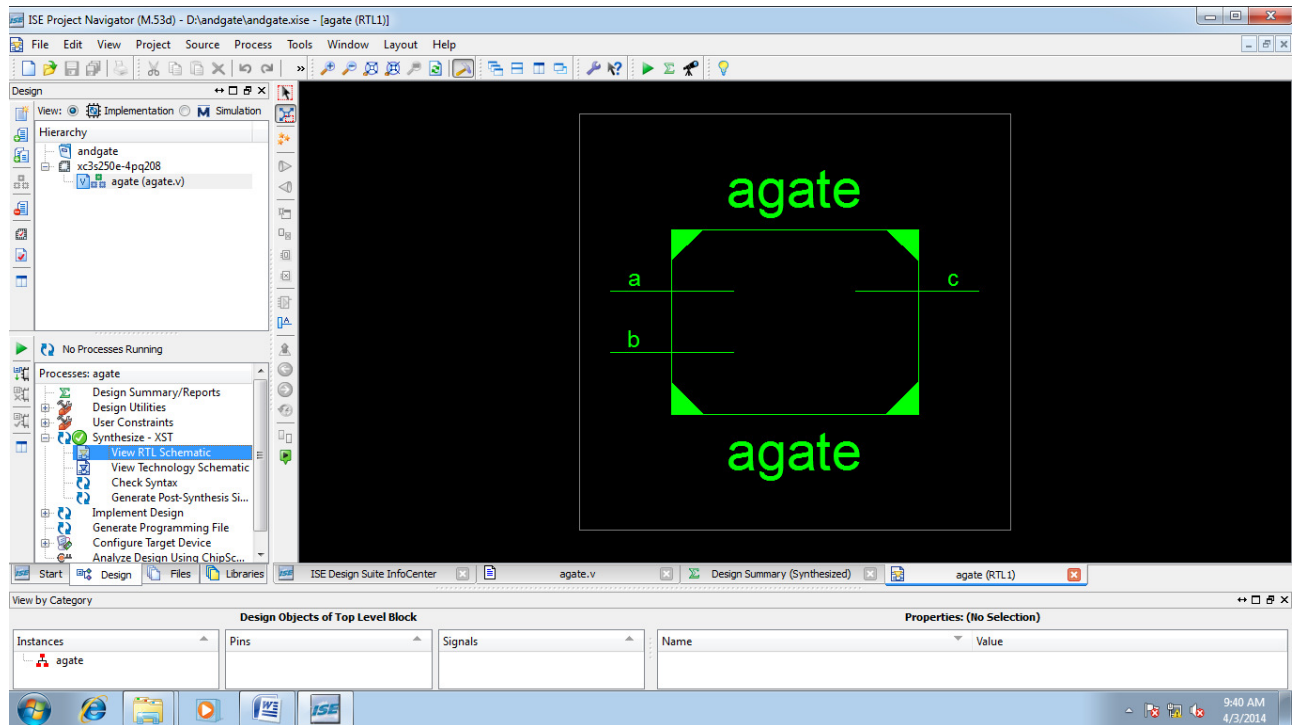 ISE Project Navigator (M.53d) - D:\andgate\andgate.xise - [agate (RTL1)]
File Edit View Project Source Process Tools Window Layout Help
Design
View: Implementation Simulation
Hierarchy
andgate
xc3s250e-4pq208
agate (agate.v)
No Processes Running
Processes: agate
Design Summary/Reports
Design Utilities
User Constraints
Synthesize - XST
View RTL Schematic
View Technology Schematic
Check Syntax
Generate Post-Synthesis Si...
Implement Design
Generate Programming File
Configure Target Device
Analyze Design Using ChipSc...
Start Design Files Libraries
agate
a
b
c
agate
ISE Design Suite InfoCenter agate.v Design Summary (Synthesized) agate (RTL1)
View by Category
Design Objects of Top Level Block Properties: (No Selection)
Instances Pins Signals Name Value
agate
ISE
9:40 AM
4/3/2014